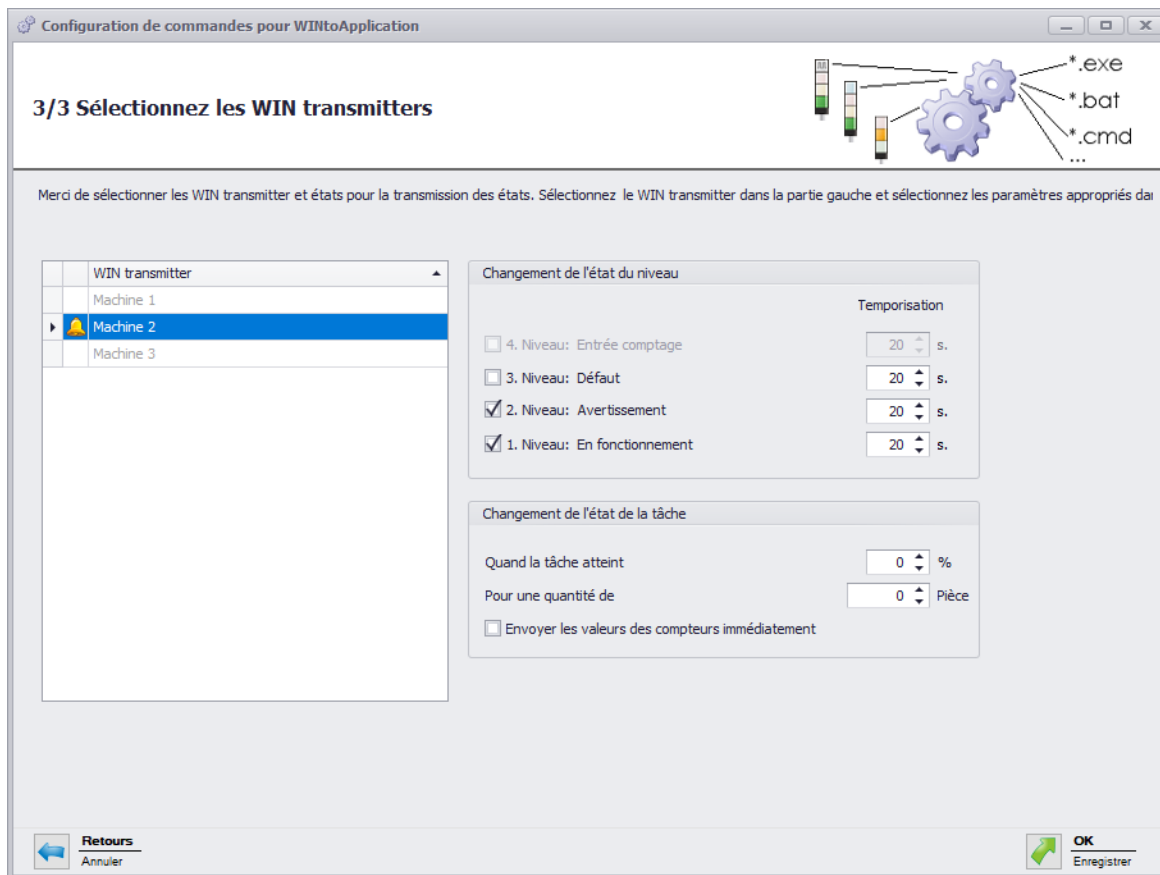 Configuration de commandes pour WINtoApplication
3/3 Sélectionnez les WIN transmitters
*.exe
*.bat
*.cmd
...
Merci de sélectionner les WIN transmitter et états pour la transmission des états. Sélectionnez le WIN transmitter dans la partie gauche et sélectionnez les paramètres appropriés dai
WIN transmitter
Machine 1
Machine 2
Machine 3
Changement de l'état du niveau
Temporisation
4. Niveau: Entrée comptage 20 s.
3. Niveau: Défaut 20 s.
2. Niveau: Avertissement 20 s.
1. Niveau: En fonctionnement 20 s.
Changement de l'état de la tâche
Quand la tâche atteint 0 %
Pour une quantité de 0 Pièce
Envoyer les valeurs des compteurs immédiatement
Retours
Annuler
OK
Enregistrer